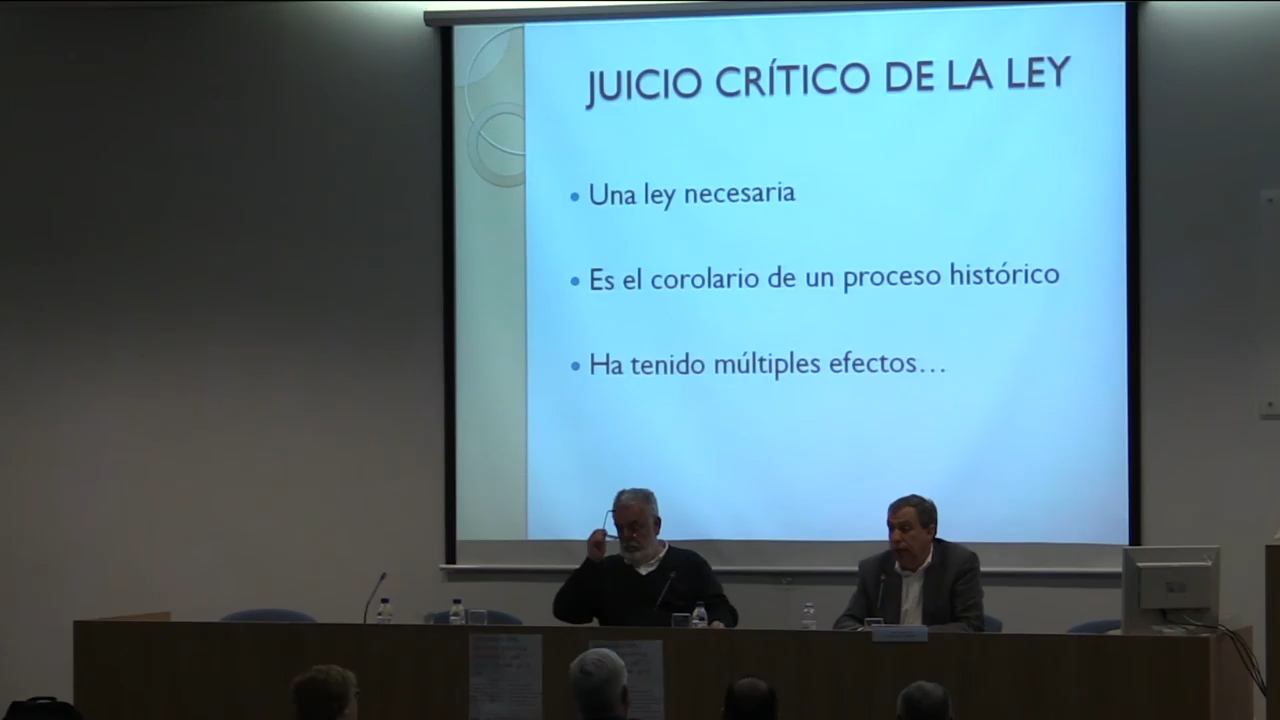 JUICIO CRÍTICO DE LA LEY
• Una ley necesaria
• Es el corolario de un proceso histórico
• Ha tenido múltiples efectos…